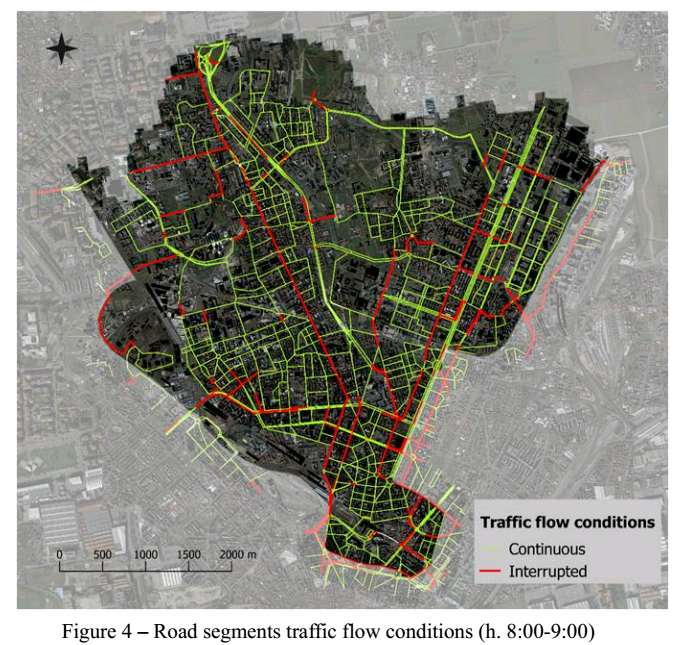 Traffic flow conditions
Continuous
Interrupted
0 500 1000 1500 2000 m
Figure 4 – Road segments traffic flow conditions (h. 8:00-9:00)